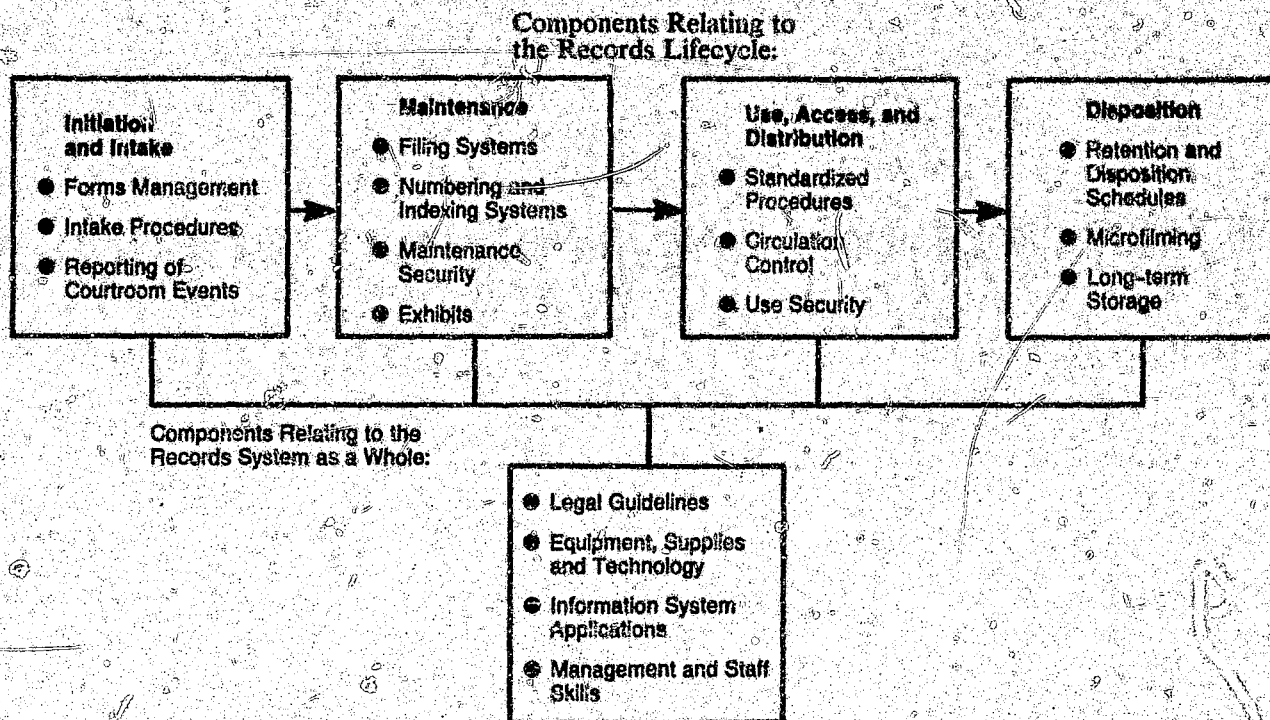 Components Relating to
the Records Lifecycle:
Initiation
and Intake
● Forms Management
● Intake Procedures
● Reporting of
Courtroom Events
Maintenance
● Filing Systems
● Numbering and
Indexing Systems
● Maintenance
Security
● Exhibits
Use, Access, and
Distribution
● Standardized
Procedures
● Circulation
Control
● Use Security
Disposition
● Retention and
Disposition
Schedules
● Microfilming
● Long-term
Storage
Components Relating to the
Records System as a Whole:
● Legal Guidelines
● Equipment, Supplies
and Technology
● Information System
Applications
● Management and Staff
Skills